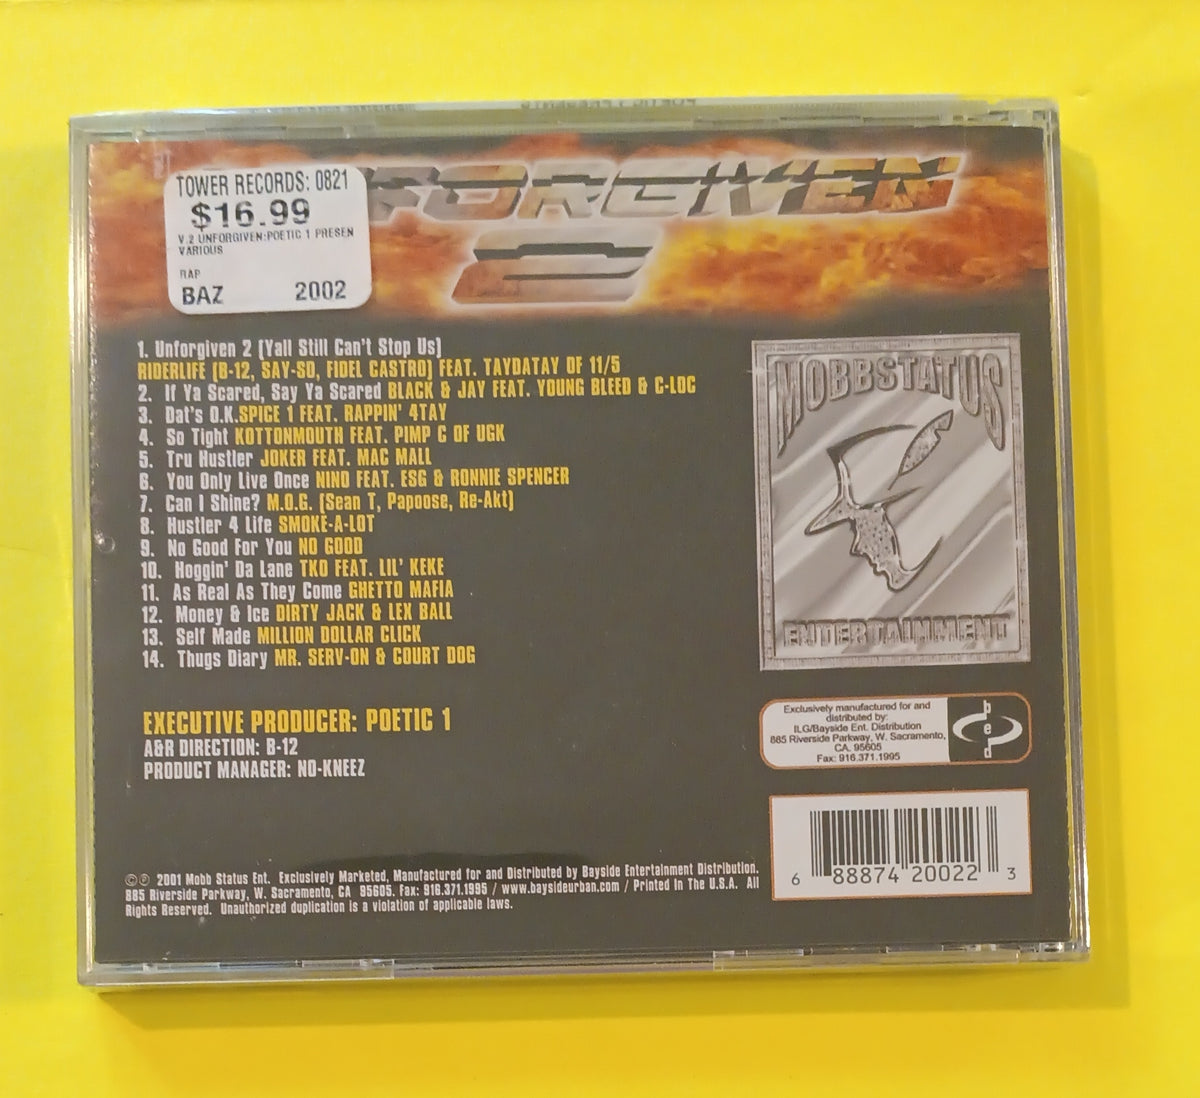 TOWER RECORDS: 0821
$16.99
V.2 UNFORGIVEN:POETIC 1 PRESEN
VARIOUS
RAP
BAZ 2002
FORGIVEN
2
1. Unforgiven 2 (Yall Still Can't Stop Us)
RIDERLIFE (B-12, SAY-SO, FIDEL CASTRO) FEAT. TAYDATAY OF 11/5
2. If Ya Scared, Say Ya Scared BLACK & JAY FEAT. YOUNG BLEED & C-LOC
3. Dat's O.K.SPICE 1 FEAT. RAPPIN' 4TAY
4. So Tight KOTTONMOUTH FEAT. PIMP C OF UGK
5. Tru Hustler JOKER FEAT. MAC MALL
6. You Only Live Once NINO FEAT. ESG & RONNIE SPENCER
7. Can I Shine? M.O.G. (Sean T, Papoose, Re-Akt)
8. Hustler 4 Life SMOKE-A-LOT
9. No Good For You NO GOOD
10. Hoggin' Da Lane TKO FEAT. LIL' KEKE
11. As Real As They Come GHETTO MAFIA
12. Money & Ice DIRTY JACK & LEX BALL
13. Self Made MILLION DOLLAR CLICK
14. Thugs Diary MR. SERV-ON & COURT DOG
MOBBSTATUS
ENTERTAINMENT
EXECUTIVE PRODUCER: POETIC 1
A&R DIRECTION: B-12
PRODUCT MANAGER: NO-KNEEZ
Exclusively manufactured for and
distributed by:
ILG/Bayside Ent. Distribution
885 Riverside Parkway, W. Sacramento,
CA. 95605
Fax: 916.371.1995
bed
6 88874 20022 3
©℗ 2001 Mobb Status Ent. Exclusively Marketed, Manufactured for and Distributed by Bayside Entertainment Distribution.
885 Riverside Parkway, W. Sacramento, CA 95605. Fax: 916.371.1995 / www.baysideurban.com / Printed In The U.S.A. All
Rights Reserved. Unauthorized duplication is a violation of applicable laws.